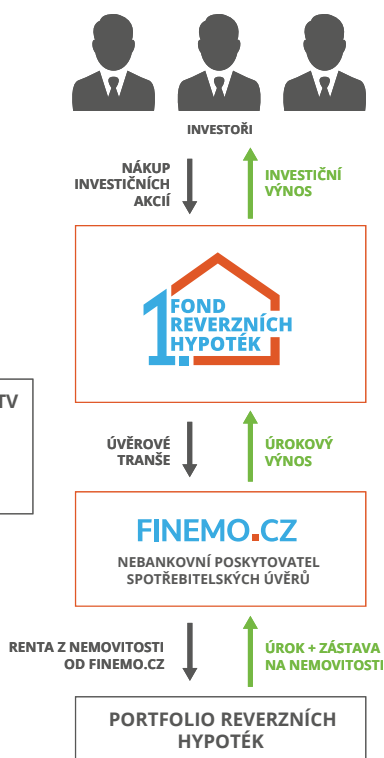 INVESTOŘI
NÁKUP
INVESTIČNÍCH
AKCIÍ
INVESTIČNÍ
VÝNOS
1.
FOND
REVERZNÍCH
HYPOTÉK
TV
ÚVĚROVÉ
TRANŠE
ÚROKOVÝ
VÝNOS
FINEMO.CZ
NEBANKOVNÍ POSKYTOVATEL
SPOTŘEBITELSKÝCH ÚVĚRŮ
RENTA Z NEMOVITOSTI
OD FINEMO.CZ
ÚROK + ZÁSTAVA
NA NEMOVITOSTI
PORTFOLIO REVERZNÍCH
HYPOTÉK